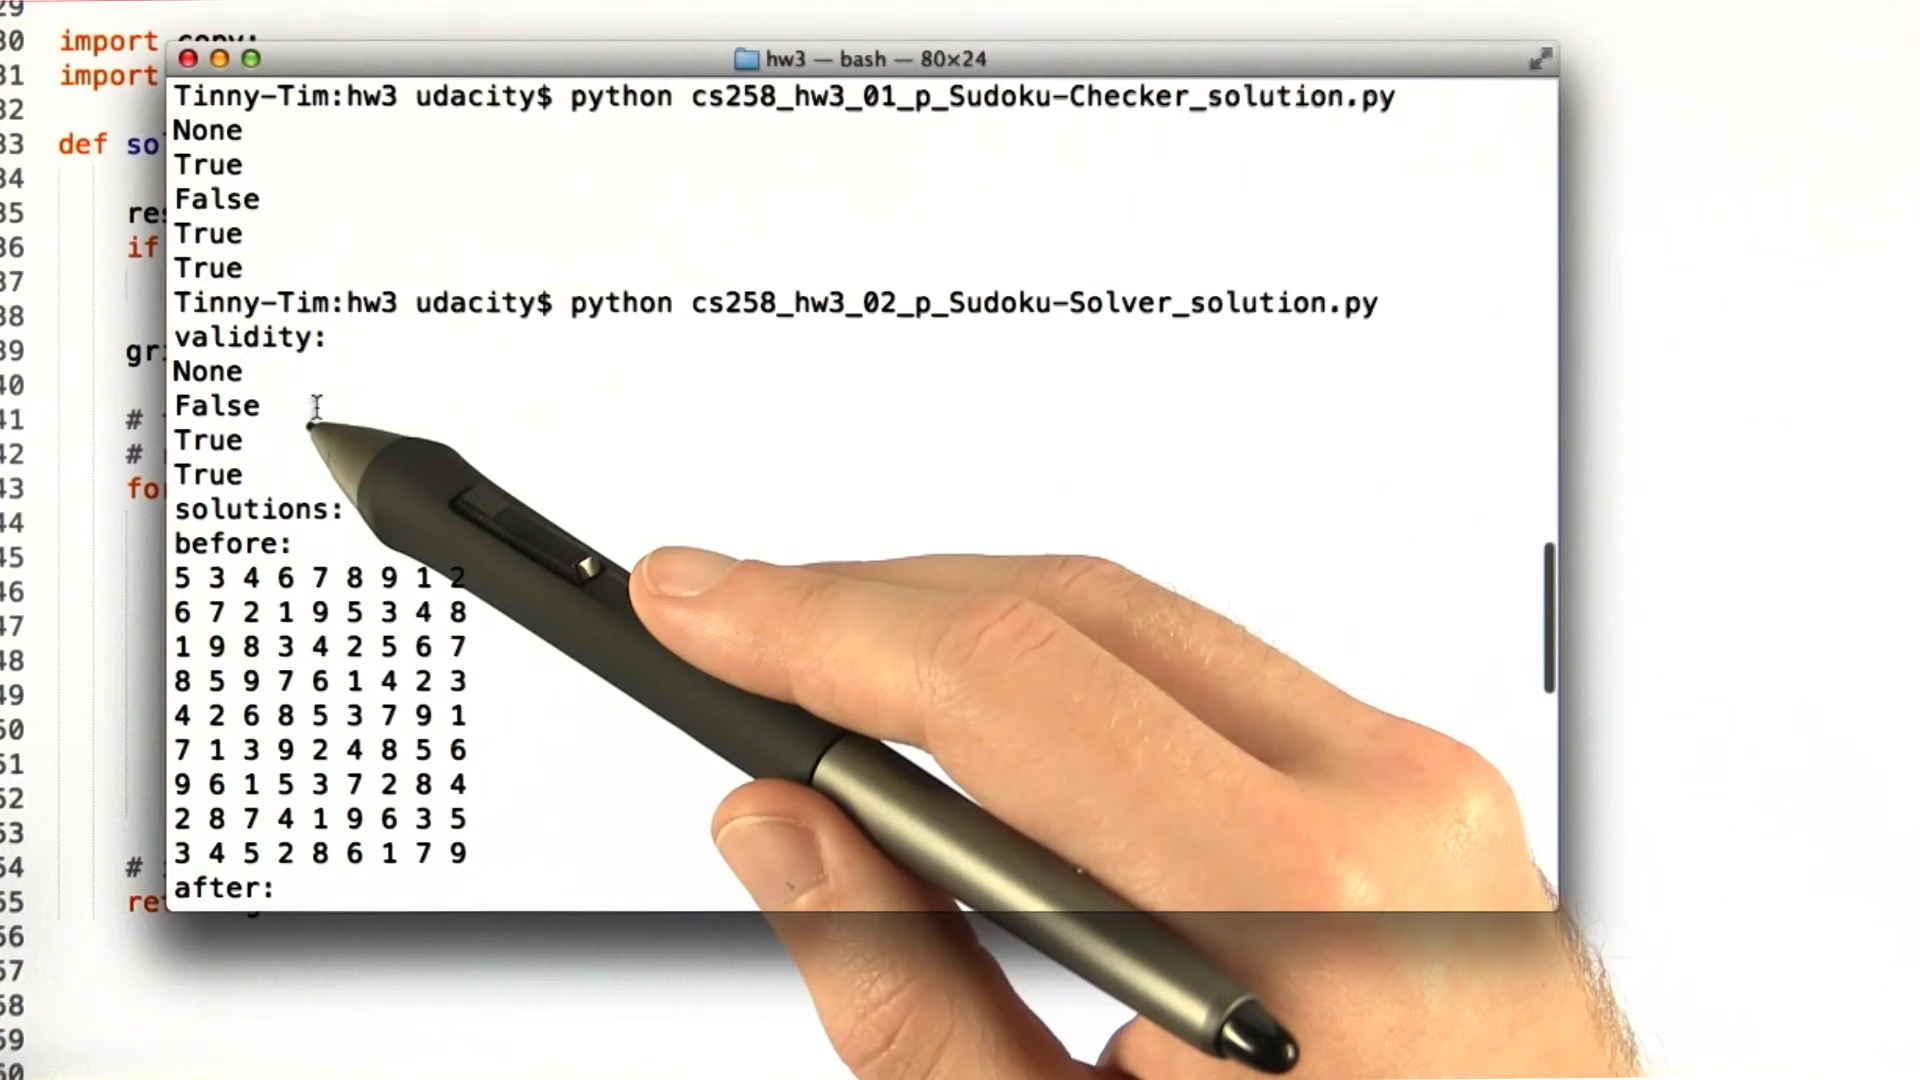 hw3 — bash — 80×24
Tinny-Tim:hw3 udacity$ python cs258_hw3_01_p_Sudoku-Checker_solution.py
None
True
False
True
True
Tinny-Tim:hw3 udacity$ python cs258_hw3_02_p_Sudoku-Solver_solution.py
validity:
None
False
True
True
solutions:
before:
5 3 4 6 7 8 9 1 2
6 7 2 1 9 5 3 4 8
1 9 8 3 4 2 5 6 7
8 5 9 7 6 1 4 2 3
4 2 6 8 5 3 7 9 1
7 1 3 9 2 4 8 5 6
9 6 1 5 3 7 2 8 4
2 8 7 4 1 9 6 3 5
3 4 5 2 8 6 1 7 9
after:
import
import
def
if
#
#
#